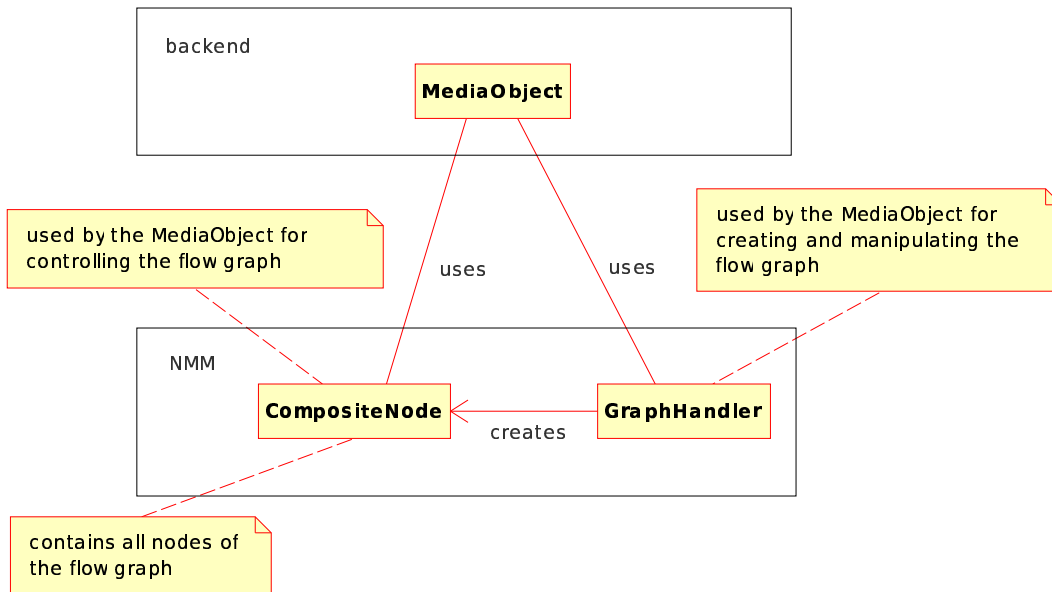 backend
MediaObject
used by the MediaObject for
controlling the flow graph
used by the MediaObject for
creating and manipulating the
flow graph
uses
uses
NMM
CompositeNode
GraphHandler
creates
contains all nodes of
the flow graph